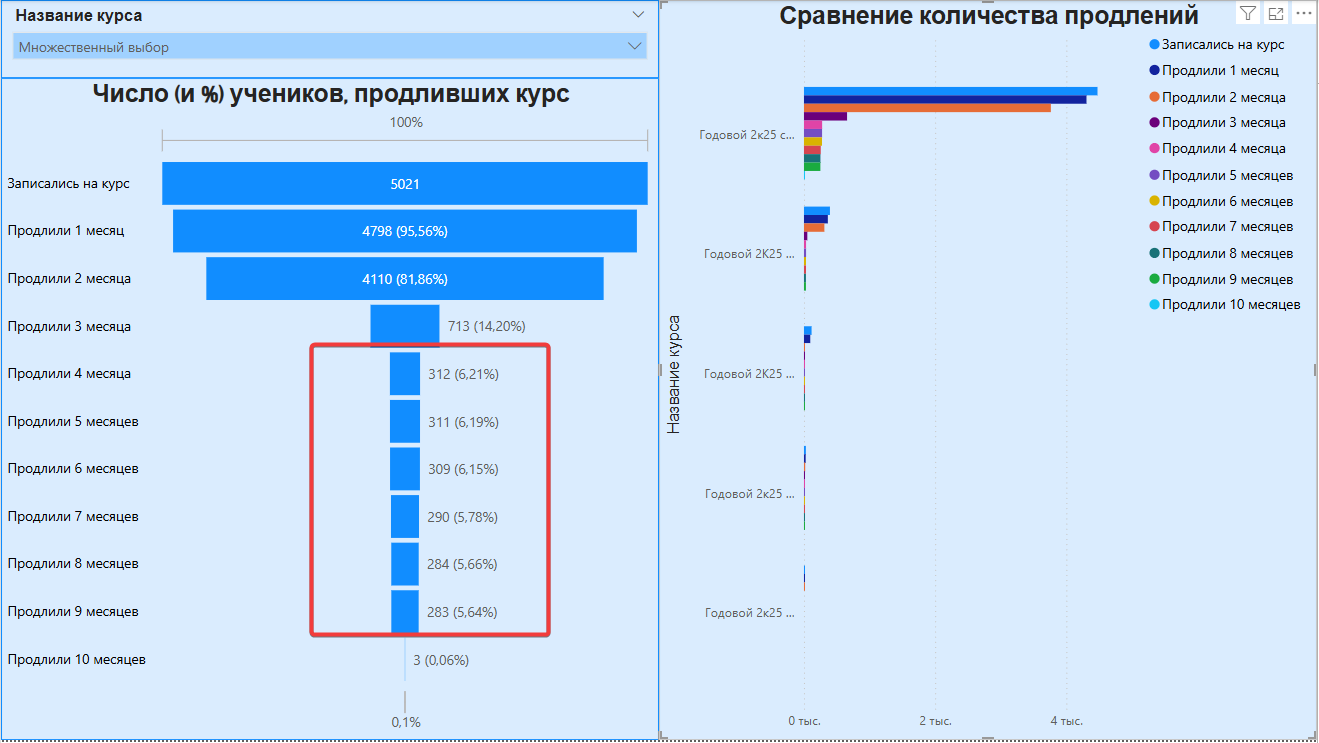 Название курса
Множественный выбор
Число (и %) учеников, продливших курс
100%
Записались на курс
5021
Продлили 1 месяц
4798 (95,56%)
Продлили 2 месяца
4110 (81,86%)
Продлили 3 месяца
713 (14,20%)
Продлили 4 месяца
312 (6,21%)
Продлили 5 месяцев
311 (6,19%)
Продлили 6 месяцев
309 (6,15%)
Продлили 7 месяцев
290 (5,78%)
Продлили 8 месяцев
284 (5,66%)
Продлили 9 месяцев
283 (5,64%)
Продлили 10 месяцев
3 (0,06%)
0,1%
Сравнение количества продлений
Записались на курс
Продлили 1 месяц
Продлили 2 месяца
Продлили 3 месяца
Продлили 4 месяца
Продлили 5 месяцев
Продлили 6 месяцев
Продлили 7 месяцев
Продлили 8 месяцев
Продлили 9 месяцев
Продлили 10 месяцев
Название курса
Годовой 2к25 с...
Годовой 2К25 ...
Годовой 2К25 ...
Годовой 2к25 ...
Годовой 2к25 ...
0 тыс.
2 тыс.
4 тыс.